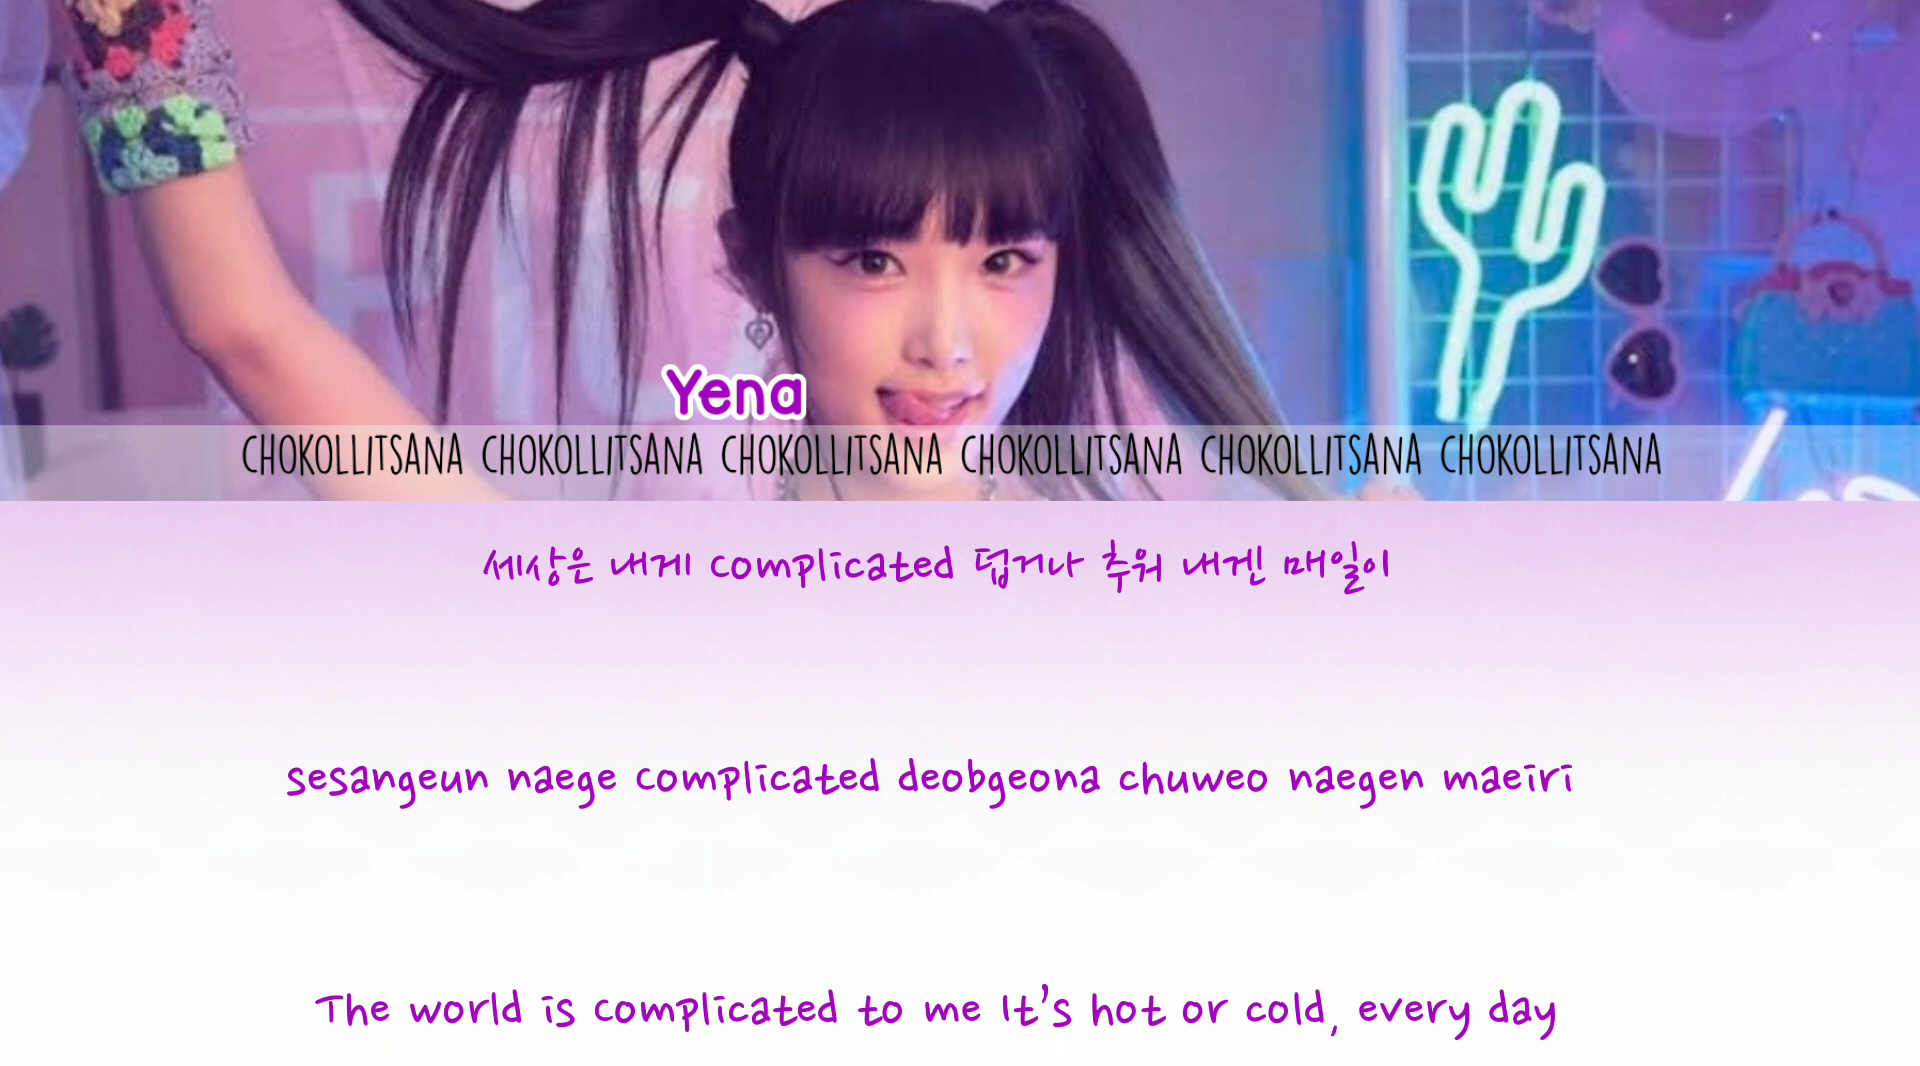 Yena
CHOKOLLITSANA CHOKOLLITSANA CHOKOLLITSANA CHOKOLLITSANA CHOKOLLITSANA CHOKOLLITSANA
세상은 내게 complicated 덥거나 추워 내겐 매일이
sesangeun naege complicated deobgeona chuweo naegen maeiri
The world is complicated to me It's hot or cold, every day